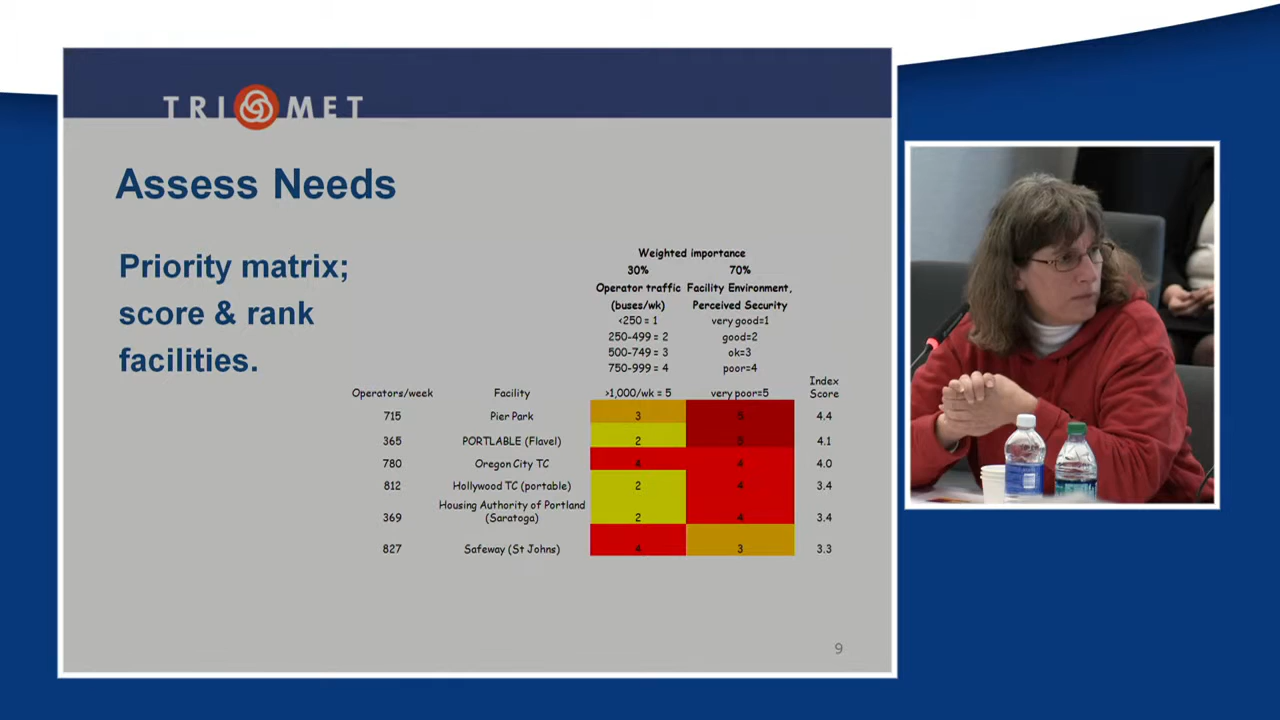 TRI MET
Assess Needs
Priority matrix;
score & rank
facilities.
Weighted importance
30% 70%
Operator traffic Facility Environment,
(buses/wk) Perceived Security
<250 = 1 very good=1
250-499 = 2 good=2
500-749 = 3 ok=3
750-999 = 4 poor=4
Index
Operators/week Facility >1,000/wk = 5 very poor=5 Score
715 Pier Park 3 5 4.4
365 PORTLABLE (Flavel) 2 5 4.1
780 Oregon City TC 4 4 4.0
812 Hollywood TC (portable) 2 4 3.4
Housing Authority of Portland
369 (Saratoga) 2 4 3.4
827 Safeway (St Johns) 4 3 3.3
9